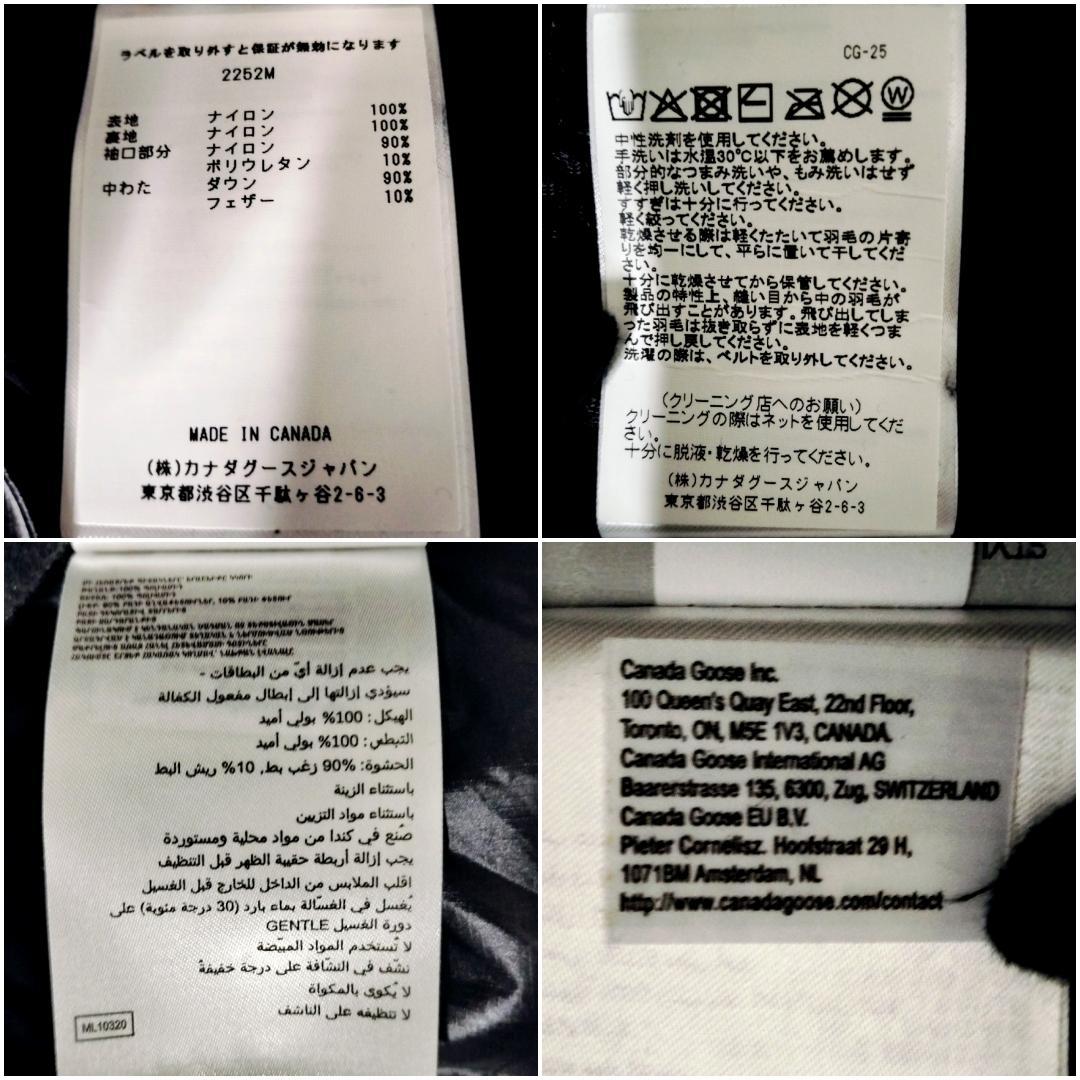 ラベルを取り外すと保証が無効になります
2252M
表地 ナイロン 100%
裏地 ナイロン 100%
袖口部分 ナイロン 90%
ポリウレタン 10%
中わた ダウン 90%
フェザー 10%
MADE IN CANADA
(株)カナダグースジャパン
東京都渋谷区千駄ヶ谷2-6-3
CG-25
中性洗剤を使用してください。
手洗いは水温30℃以下をお薦めします。
部分的なつまみ洗いや、もみ洗いはせず
軽く押し洗いしてください。
すすぎは十分に行ってください。
軽く絞ってください。
乾燥させる際は軽くたたいて羽毛の片寄
りを均一にして、平らに置いて干してくだ
さい。
十分に乾燥させてから保管してください。
製品の特性上、縫い目から中の羽毛が
飛び出すことがあります。飛び出してしま
った羽毛は抜き取らずに表地を軽くつま
んで押し戻してください。
洗濯の際は、ベルトを取り外してください。
(クリーニング店へのお願い)
クリーニングの際はネットを使用してくだ
さい。
十分に脱液・乾燥を行ってください。
(株)カナダグースジャパン
東京都渋谷区千駄ヶ谷2-6-3
يجب عدم إزالة أيّ من البطاقات -
سيؤدي إزالتها إلى إبطال مفعول الكفالة
الهيكل: 100% بولي أميد
التبطين: 100% بولي أميد
الحشوة: 90% زغب بط, 10% ريش البط
باستثناء الزينة
باستثناء مواد التزيين
صُنع في كندا من مواد محلية ومستوردة
يجب إزالة أربطة حقيبة الظهر قبل التنظيف
اقلب الملابس من الداخل للخارج قبل الغسيل
يُغسل في الغسّالة بماء بارد (30 درجة مئوية) على
دورة الغسيل GENTLE
لا تُستخدم المواد المبيّضة
نشّف في النشّافة على درجة خفيفة
لا يُكوى بالمكواة
لا تنظيفه على الناشف
ML10320
Canada Goose Inc.
100 Queen's Quay East, 22nd Floor,
Toronto, ON, M5E 1V3, CANADA.
Canada Goose International AG
Baarerstrasse 135, 6300, Zug, SWITZERLAND
Canada Goose EU B.V.
Pieter Cornelisz. Hoofstraat 29 H,
1071BM Amsterdam, NL
http://www.canadagoose.com/contact